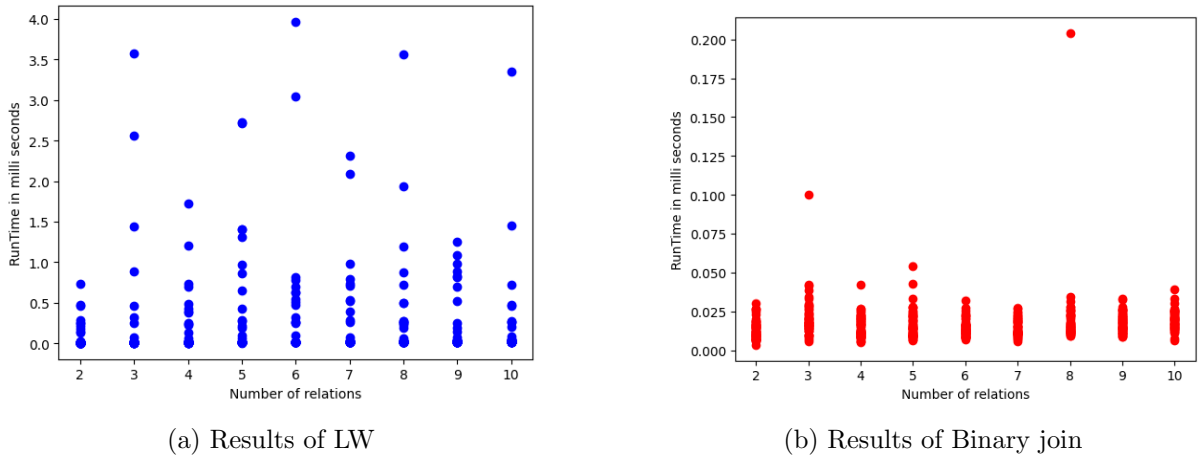 4.0
3.5
3.0
2.5
2.0
1.5
1.0
0.5
0.0
RunTime in milli seconds
2 3 4 5 6 7 8 9 10
Number of relations
(a) Results of LW
0.200
0.175
0.150
0.125
0.100
0.075
0.050
0.025
0.000
RunTime in milli seconds
2 3 4 5 6 7 8 9 10
Number of relations
(b) Results of Binary join